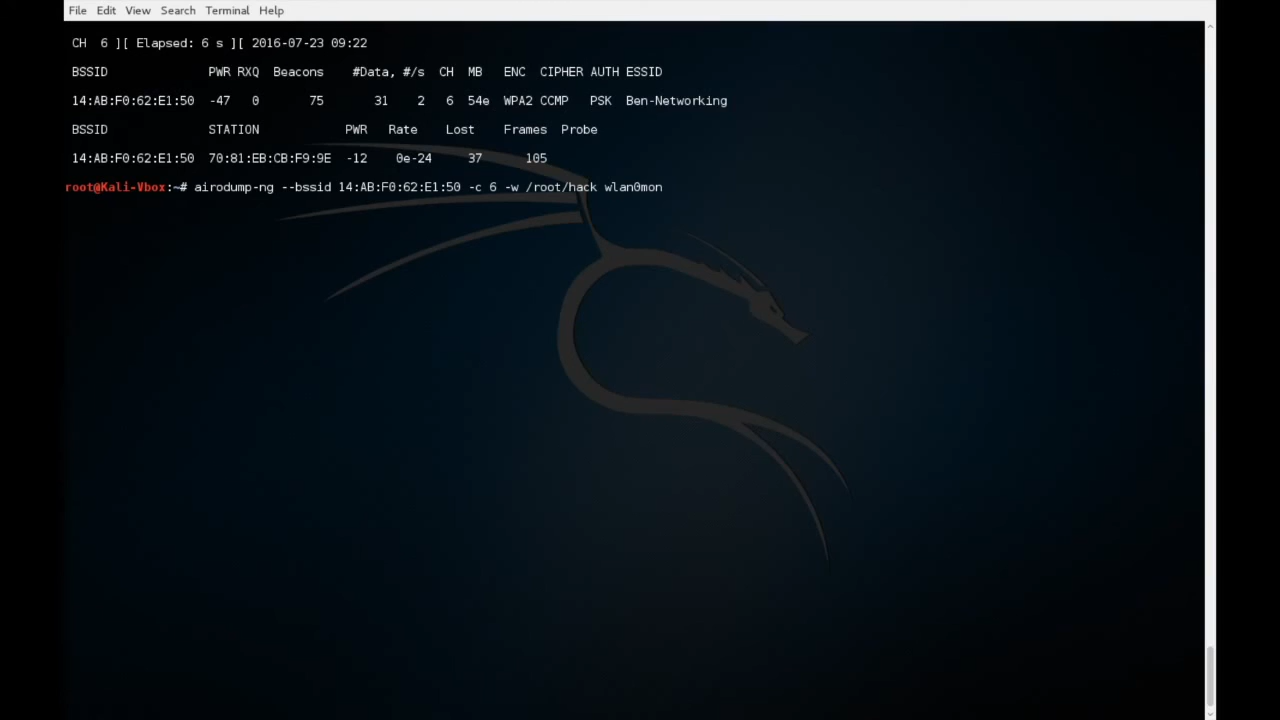 File Edit View Search Terminal Help
CH 6 ][ Elapsed: 6 s ][ 2016-07-23 09:22
BSSID PWR RXQ Beacons #Data, #/s CH MB ENC CIPHER AUTH ESSID
14:AB:F0:62:E1:50 -47 0 75 31 2 6 54e WPA2 CCMP PSK Ben-Networking
BSSID STATION PWR Rate Lost Frames Probe
14:AB:F0:62:E1:50 70:81:EB:CB:F9:9E -12 0e-24 37 105
root@Kali-Vbox:~# airodump-ng --bssid 14:AB:F0:62:E1:50 -c 6 -w /root/hack wlan0mon